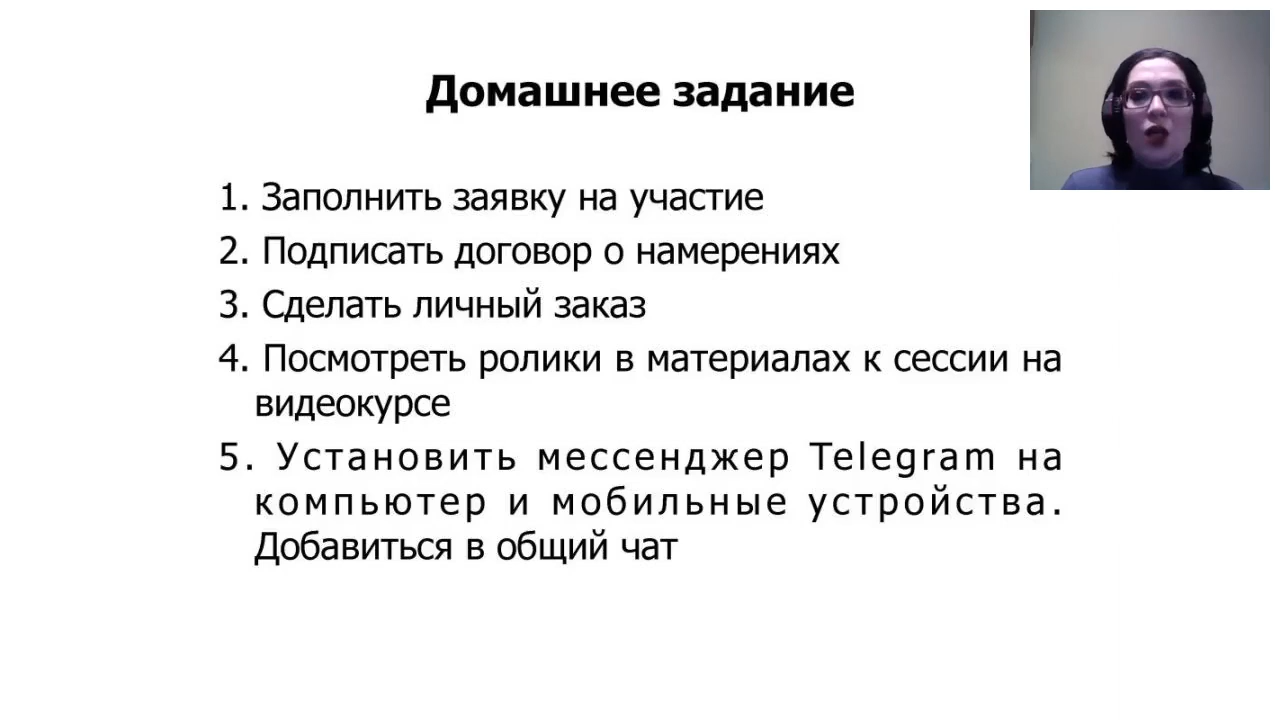 Домашнее задание
1. Заполнить заявку на участие
2. Подписать договор о намерениях
3. Сделать личный заказ
4. Посмотреть ролики в материалах к сессии на
видеокурсе
5. Установить мессенджер Telegram на
компьютер и мобильные устройства.
Добавиться в общий чат